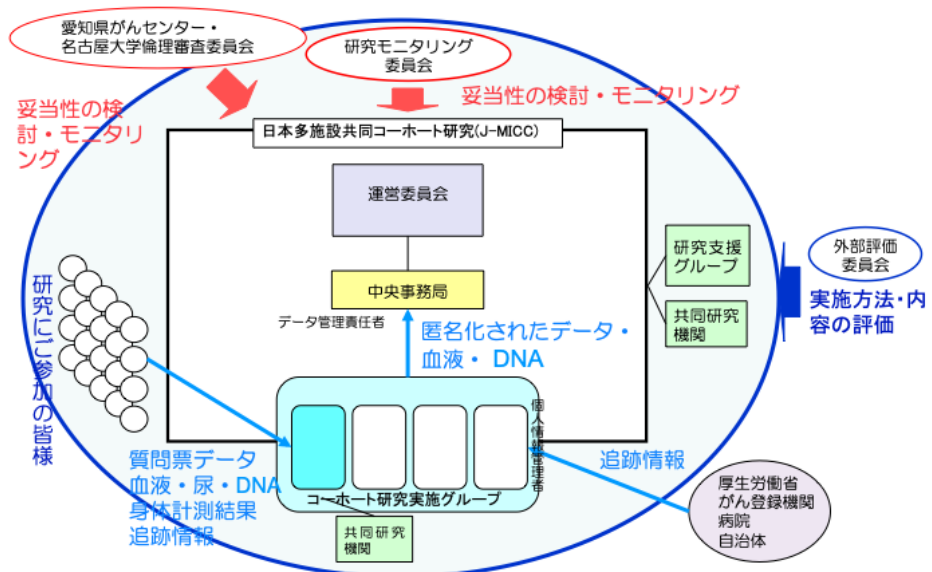 愛知県がんセンター・
名古屋大学倫理審査委員会
研究モニタリング
委員会
妥当性の検
討・モニタリ
ング
妥当性の検討・モニタリング
日本多施設共同コーホート研究(J-MICC)
運営委員会
中央事務局
データ管理責任者
研究支援
グループ
共同研究
機関
外部評価
委員会
実施方法・内
容の評価
研究にご参加の皆様
匿名化されたデータ・
血液・ DNA
個人情報管理者
質問票データ
血液・尿・DNA
身体計測結果
追跡情報
コーホート研究実施グループ
共同研究
機関
追跡情報
厚生労働省
がん登録機関
病院
自治体